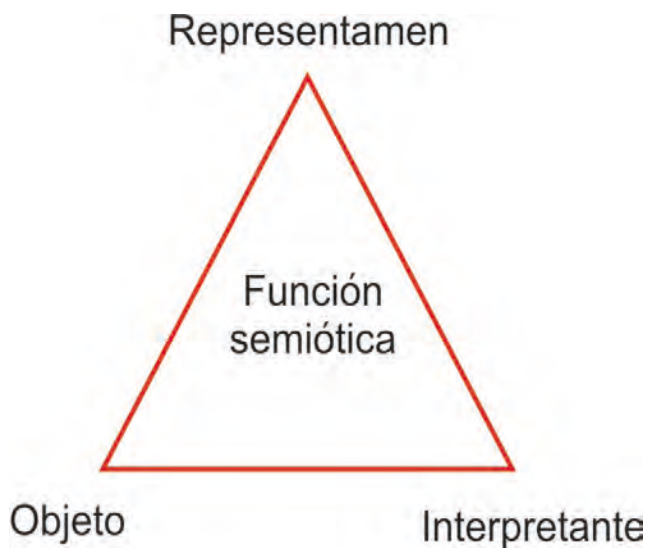 Representamen
Función
semiótica
Objeto
Interpretante